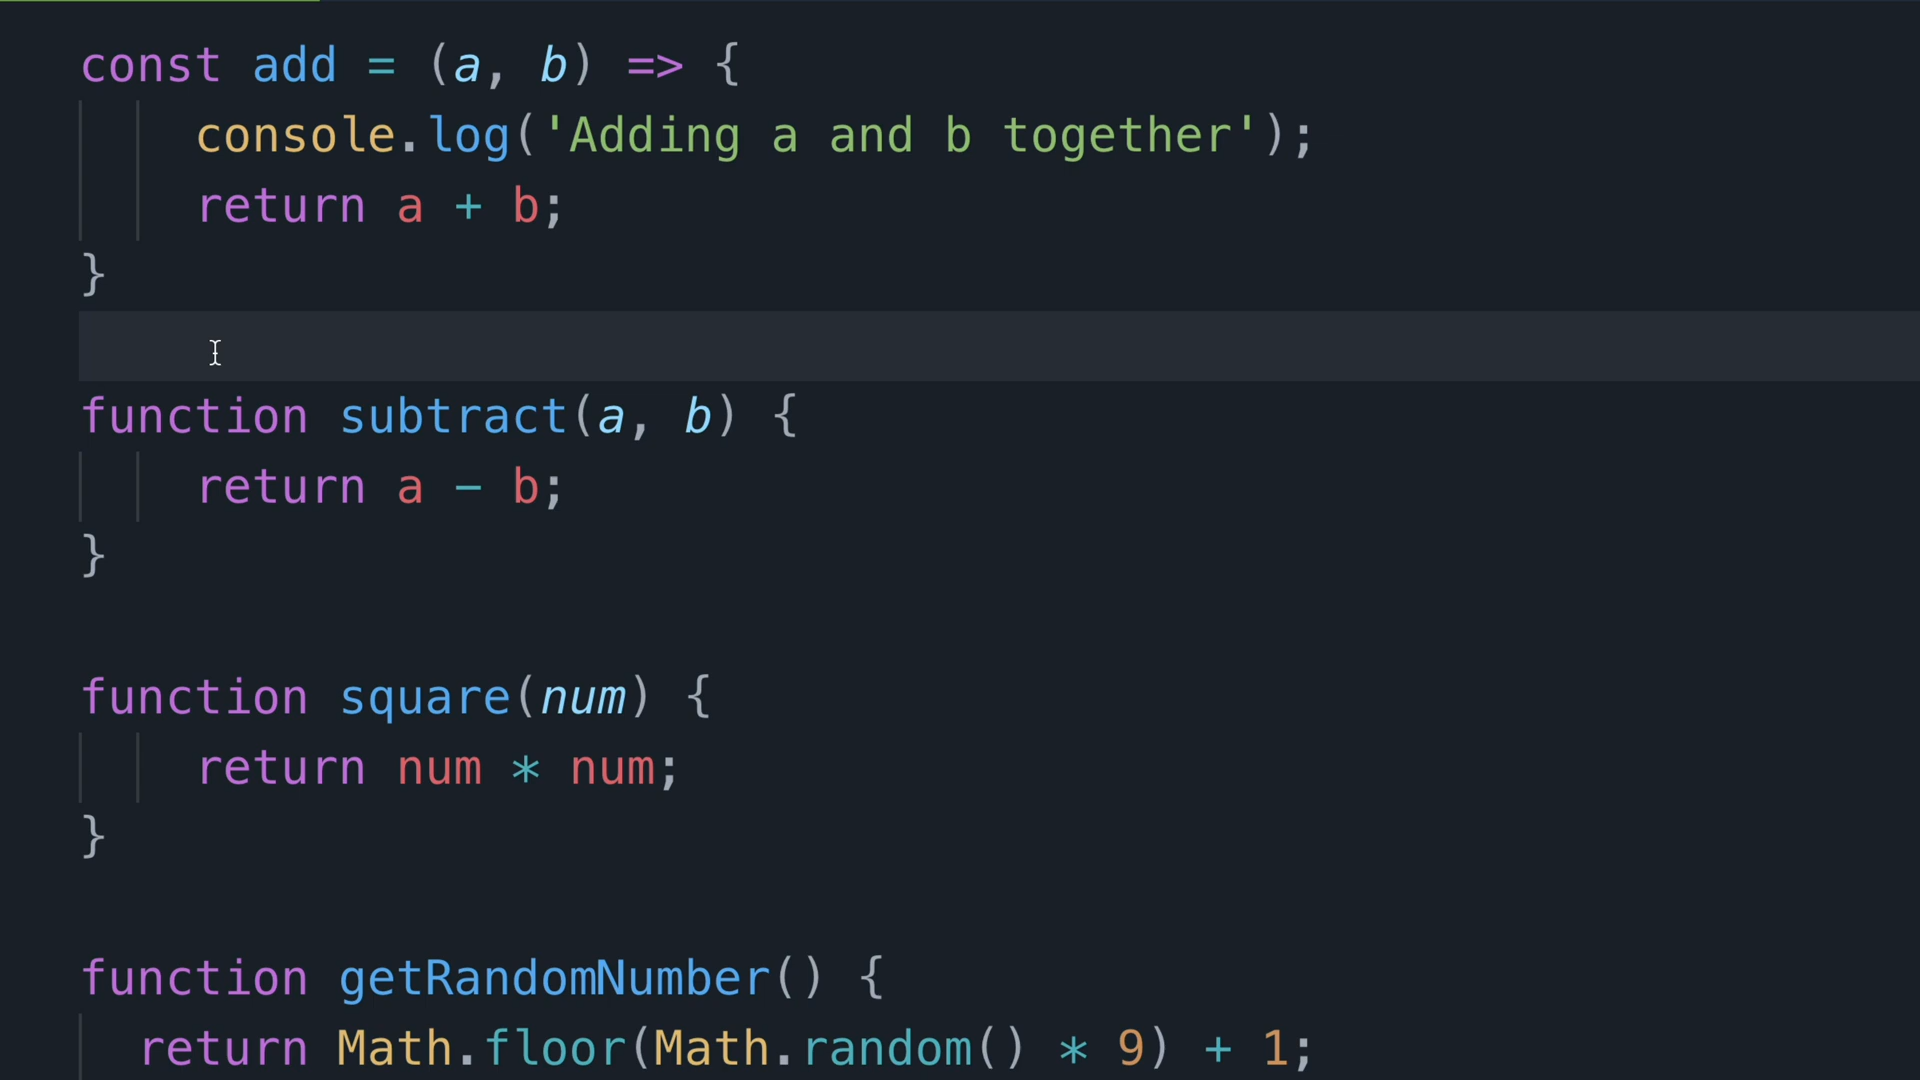 const add = (a, b) => {
    console.log('Adding a and b together');
    return a + b;
}
function subtract(a, b) {
    return a - b;
}
function square(num) {
    return num * num;
}
function getRandomNumber() {
  return Math.floor(Math.random() * 9) + 1;